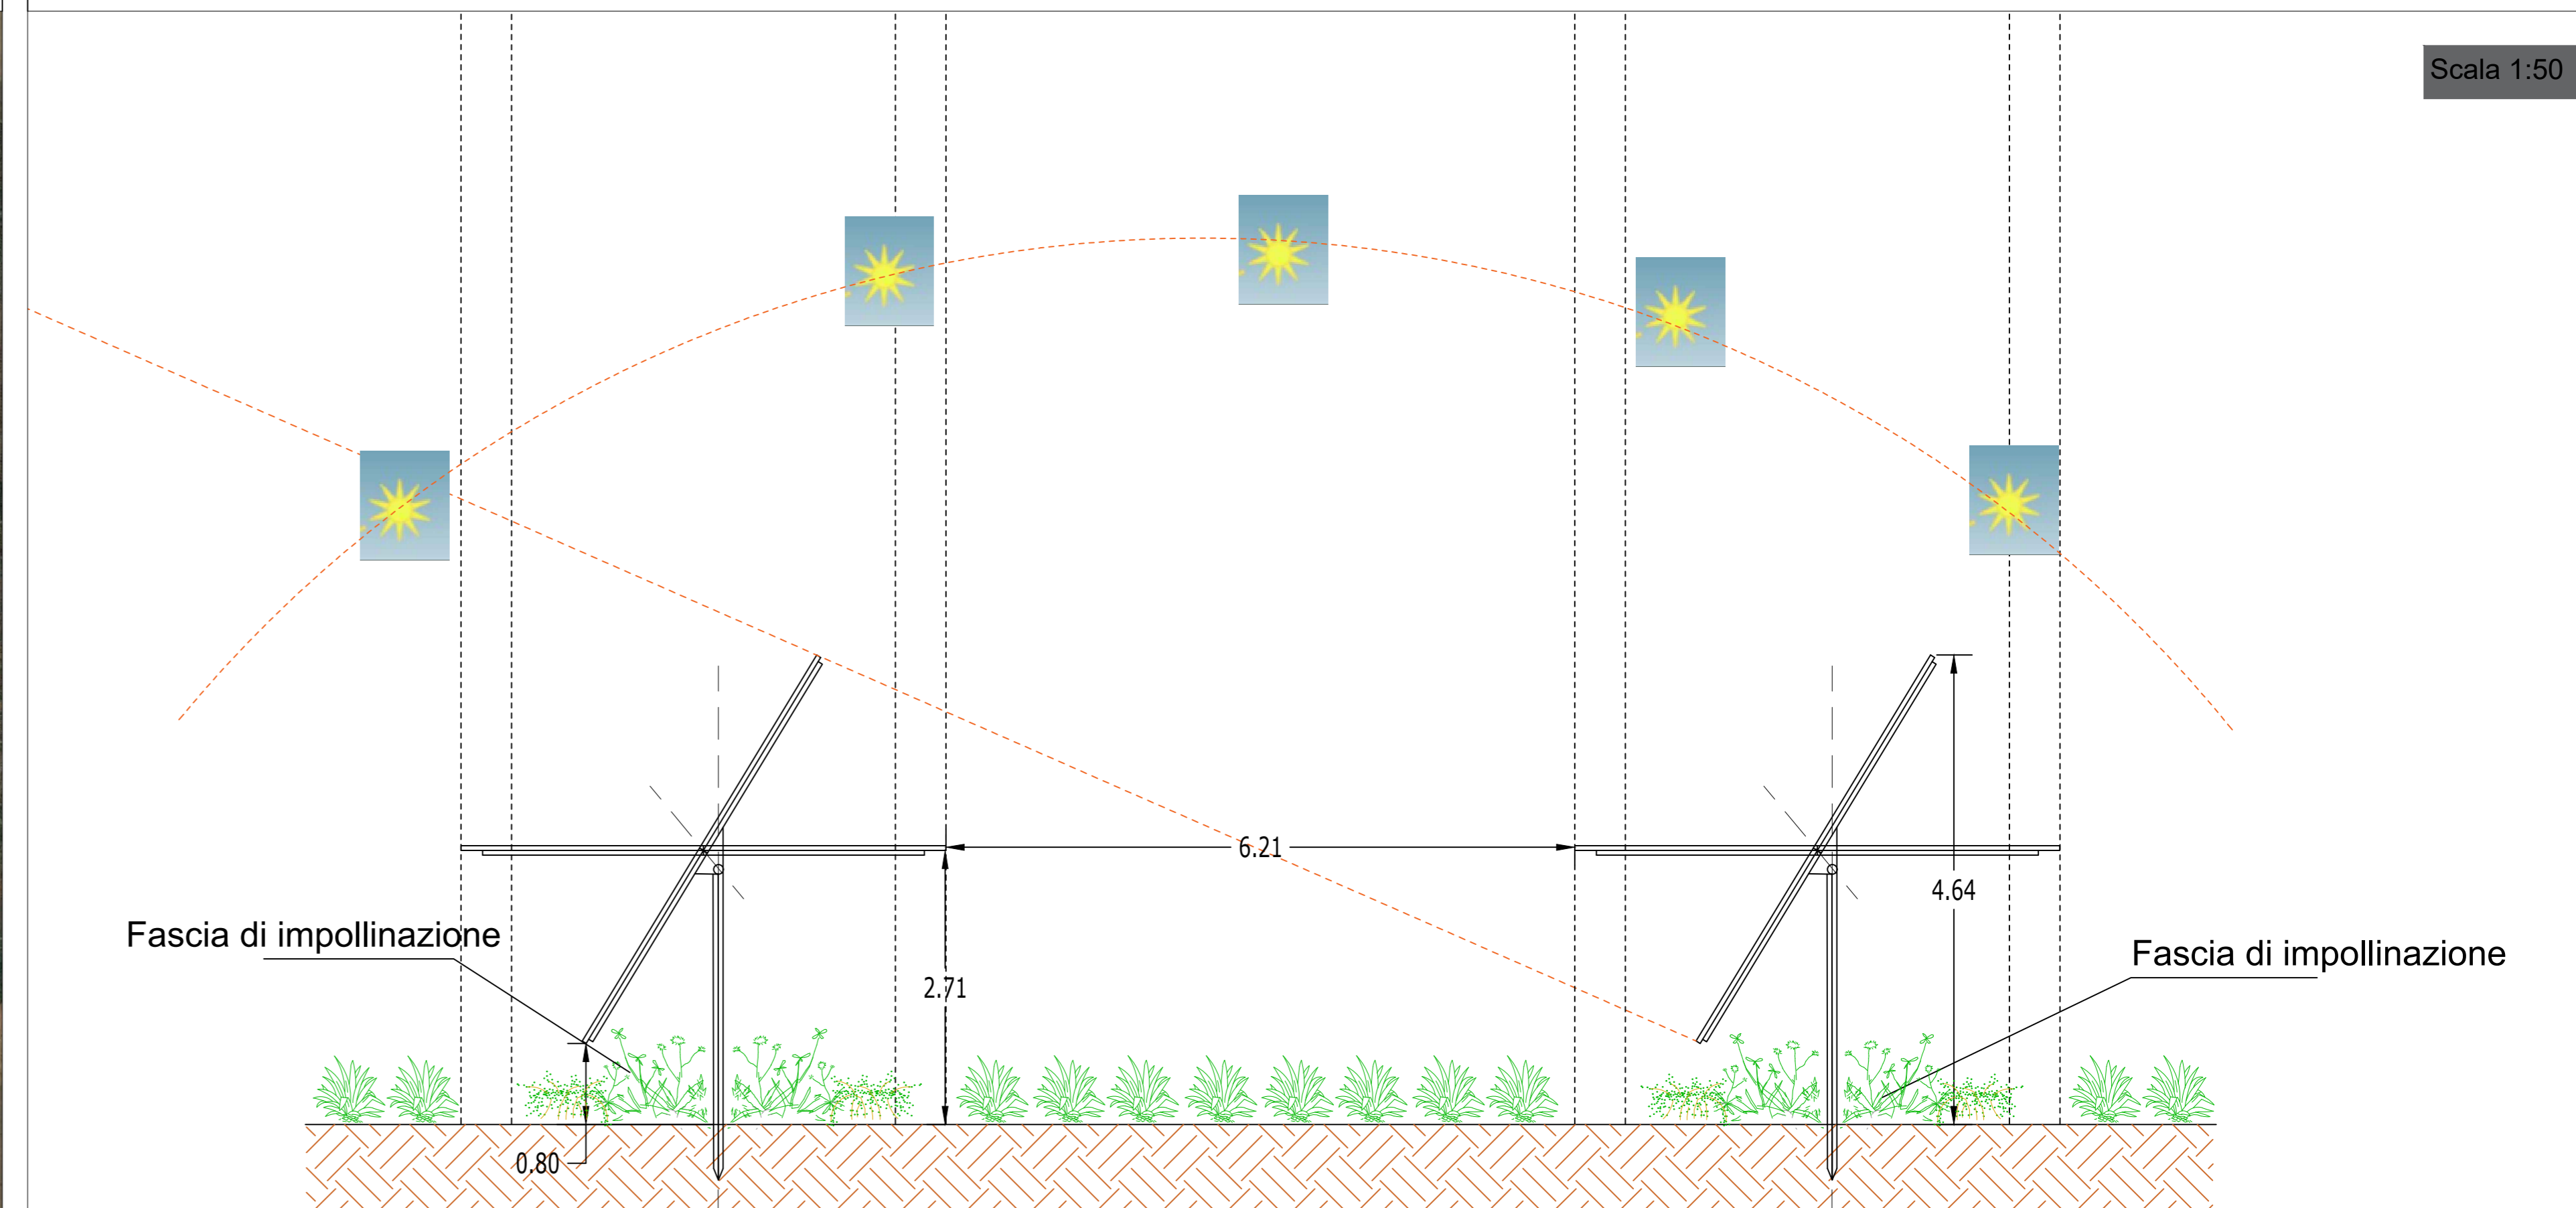 Scala 1:50
6.21
4.64
Fascia di impollinazione
Fascia di impollinazione
2.71
0.80